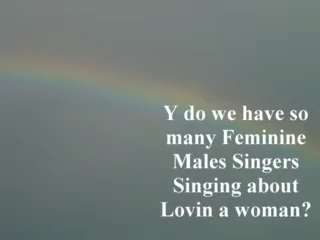 Y do we have so
many Feminine
Males Singers
Singing about
Lovin a woman?